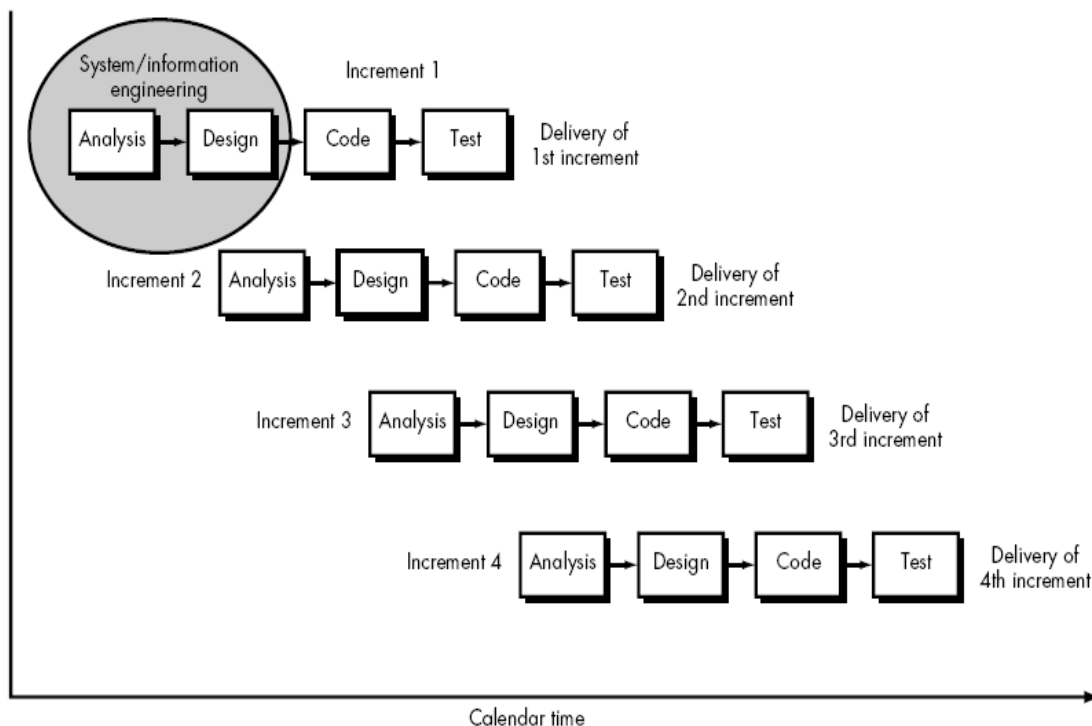 System/information
engineering
Increment 1
Analysis
Design
Code
Test
Delivery of
1st increment
Increment 2
Analysis
Design
Code
Test
Delivery of
2nd increment
Increment 3
Analysis
Design
Code
Test
Delivery of
3rd increment
Increment 4
Analysis
Design
Code
Test
Delivery of
4th increment
Calendar time